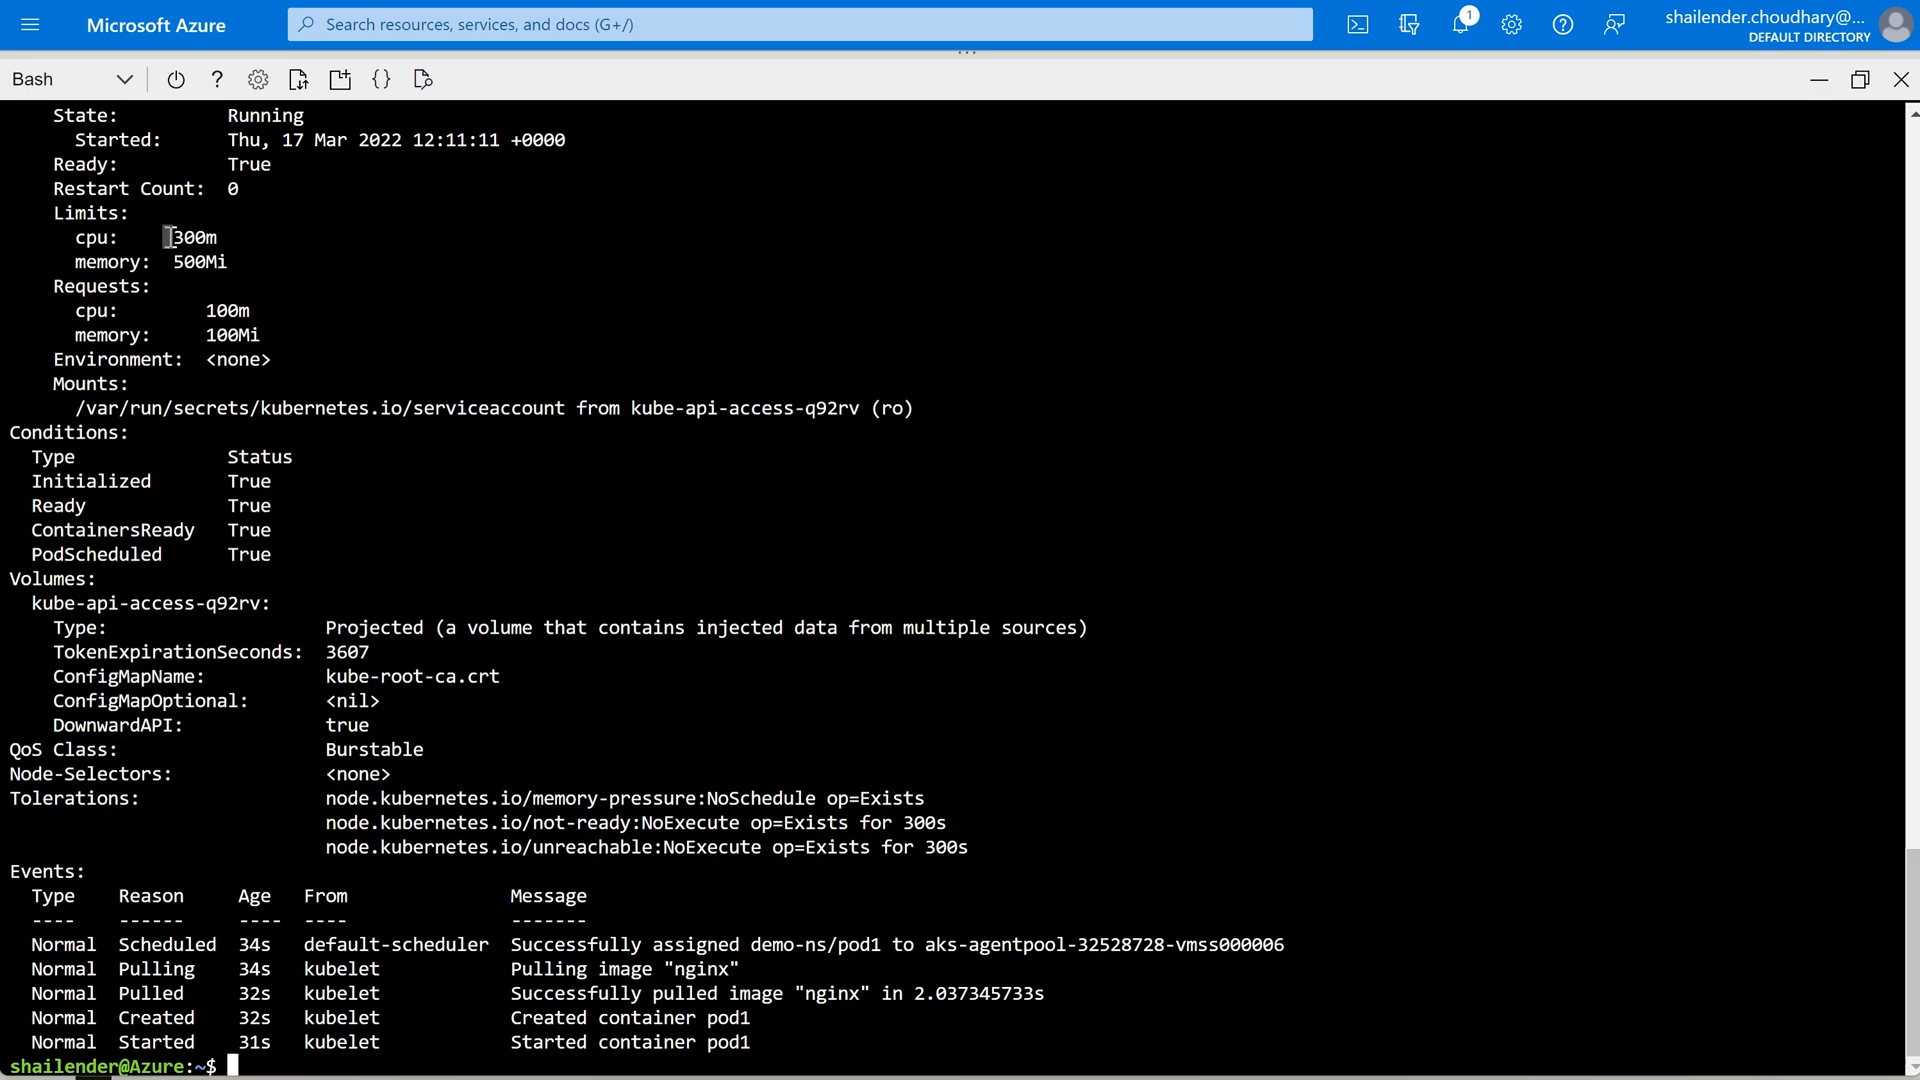 Microsoft Azure
Search resources, services, and docs (G+/)
1
shailender.choudhary@...
DEFAULT DIRECTORY
Bash
State: Running
Started: Thu, 17 Mar 2022 12:11:11 +0000
Ready: True
Restart Count: 0
Limits:
cpu: 300m
memory: 500Mi
Requests:
cpu: 100m
memory: 100Mi
Environment: <none>
Mounts:
/var/run/secrets/kubernetes.io/serviceaccount from kube-api-access-q92rv (ro)
Conditions:
Type Status
Initialized True
Ready True
ContainersReady True
PodScheduled True
Volumes:
kube-api-access-q92rv:
Type: Projected (a volume that contains injected data from multiple sources)
TokenExpirationSeconds: 3607
ConfigMapName: kube-root-ca.crt
ConfigMapOptional: <nil>
DownwardAPI: true
QoS Class: Burstable
Node-Selectors: <none>
Tolerations: node.kubernetes.io/memory-pressure:NoSchedule op=Exists
node.kubernetes.io/not-ready:NoExecute op=Exists for 300s
node.kubernetes.io/unreachable:NoExecute op=Exists for 300s
Events:
Type Reason Age From Message
---- ------ ---- ---- -------
Normal Scheduled 34s default-scheduler Successfully assigned demo-ns/pod1 to aks-agentpool-32528728-vmss000006
Normal Pulling 34s kubelet Pulling image "nginx"
Normal Pulled 32s kubelet Successfully pulled image "nginx" in 2.037345733s
Normal Created 32s kubelet Created container pod1
Normal Started 31s kubelet Started container pod1
shailender@Azure:~$